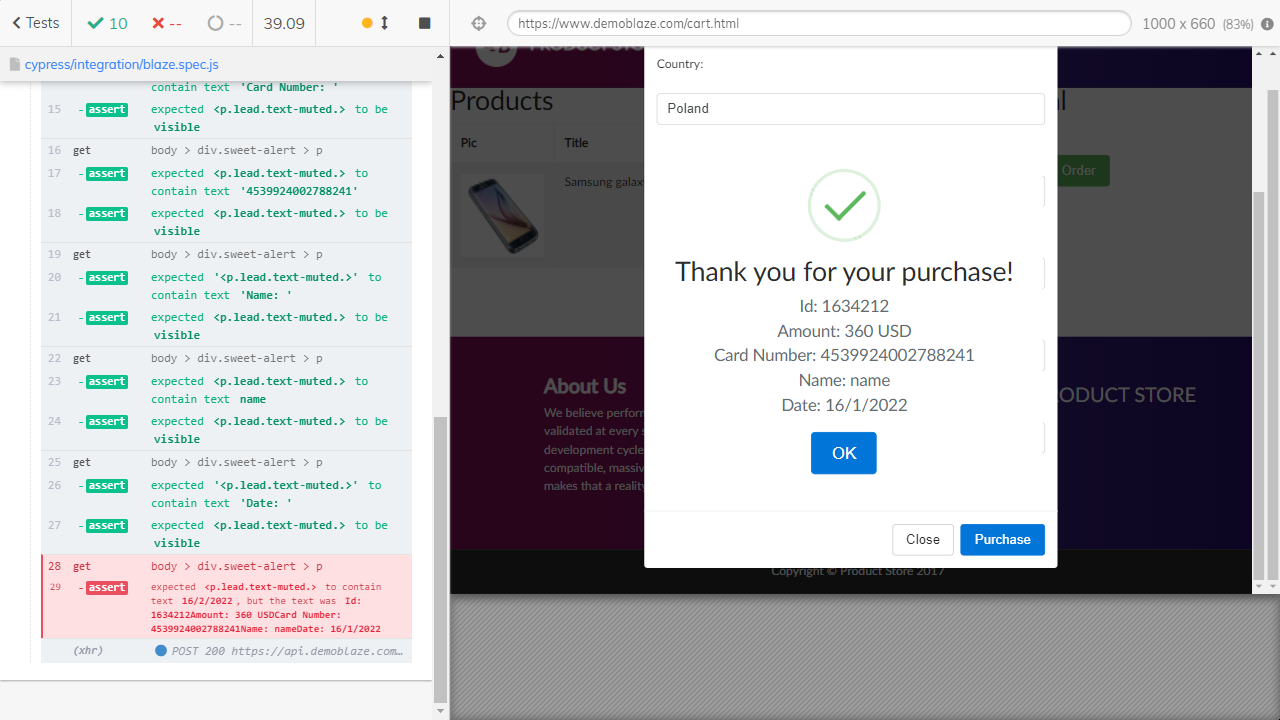 Tests
10
--
--
39.09
https://www.demoblaze.com/cart.html
1000 x 660 (83%)
cypress/integration/blaze.spec.js
contain text 'Card Number: '
15 - assert expected <p.lead.text-muted.> to be
visible
16 get body > div.sweet-alert > p
17 - assert expected <p.lead.text-muted.> to
contain text '4539924002788241'
18 - assert expected <p.lead.text-muted.> to be
visible
19 get body > div.sweet-alert > p
20 - assert expected '<p.lead.text-muted.>' to
contain text 'Name: '
21 - assert expected <p.lead.text-muted.> to be
visible
22 get body > div.sweet-alert > p
23 - assert expected <p.lead.text-muted.> to
contain text name
24 - assert expected <p.lead.text-muted.> to be
visible
25 get body > div.sweet-alert > p
26 - assert expected '<p.lead.text-muted.>' to
contain text 'Date: '
27 - assert expected <p.lead.text-muted.> to be
visible
28 get body > div.sweet-alert > p
29 - assert expected <p.lead.text-muted.> to contain
text 16/2/2022 , but the text was Id:
1634212Amount: 360 USDCard Number:
4539924002788241Name: nameDate: 16/1/2022
(xhr) POST 200 https://api.demoblaze.com…
PRODUCT STORE
Products
Pic Title
Samsung galax
Order
Country:
Poland
Thank you for your purchase!
Id: 1634212
Amount: 360 USD
Card Number: 4539924002788241
Name: name
Date: 16/1/2022
OK
Close Purchase
About Us
We believe perform
validated at every s
development cycle
compatible, massiv
makes that a reality
RODUCT STORE
Copyright © Product Store 2017